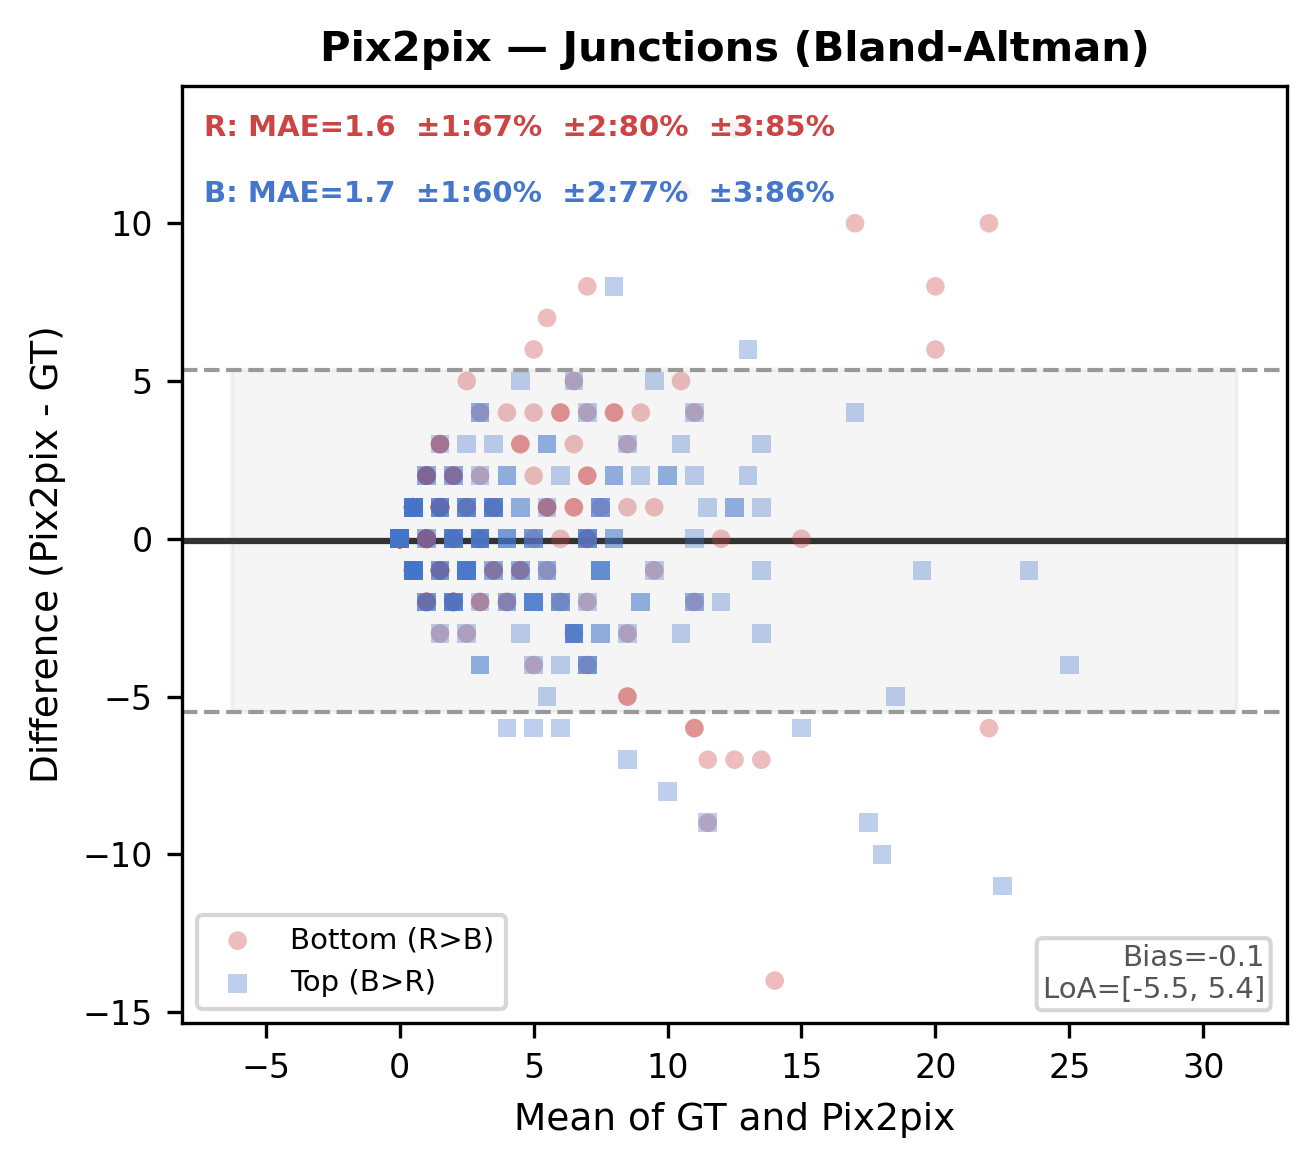 Pix2pix — Junctions (Bland-Altman)
R: MAE=1.6 ±1:67% ±2:80% ±3:85%
B: MAE=1.7 ±1:60% ±2:77% ±3:86%
Difference (Pix2pix - GT)
10
5
0
−5
−10
−15
Bottom (R>B)
Top (B>R)
Bias=-0.1
LoA=[-5.5, 5.4]
−5 0 5 10 15 20 25 30
Mean of GT and Pix2pix